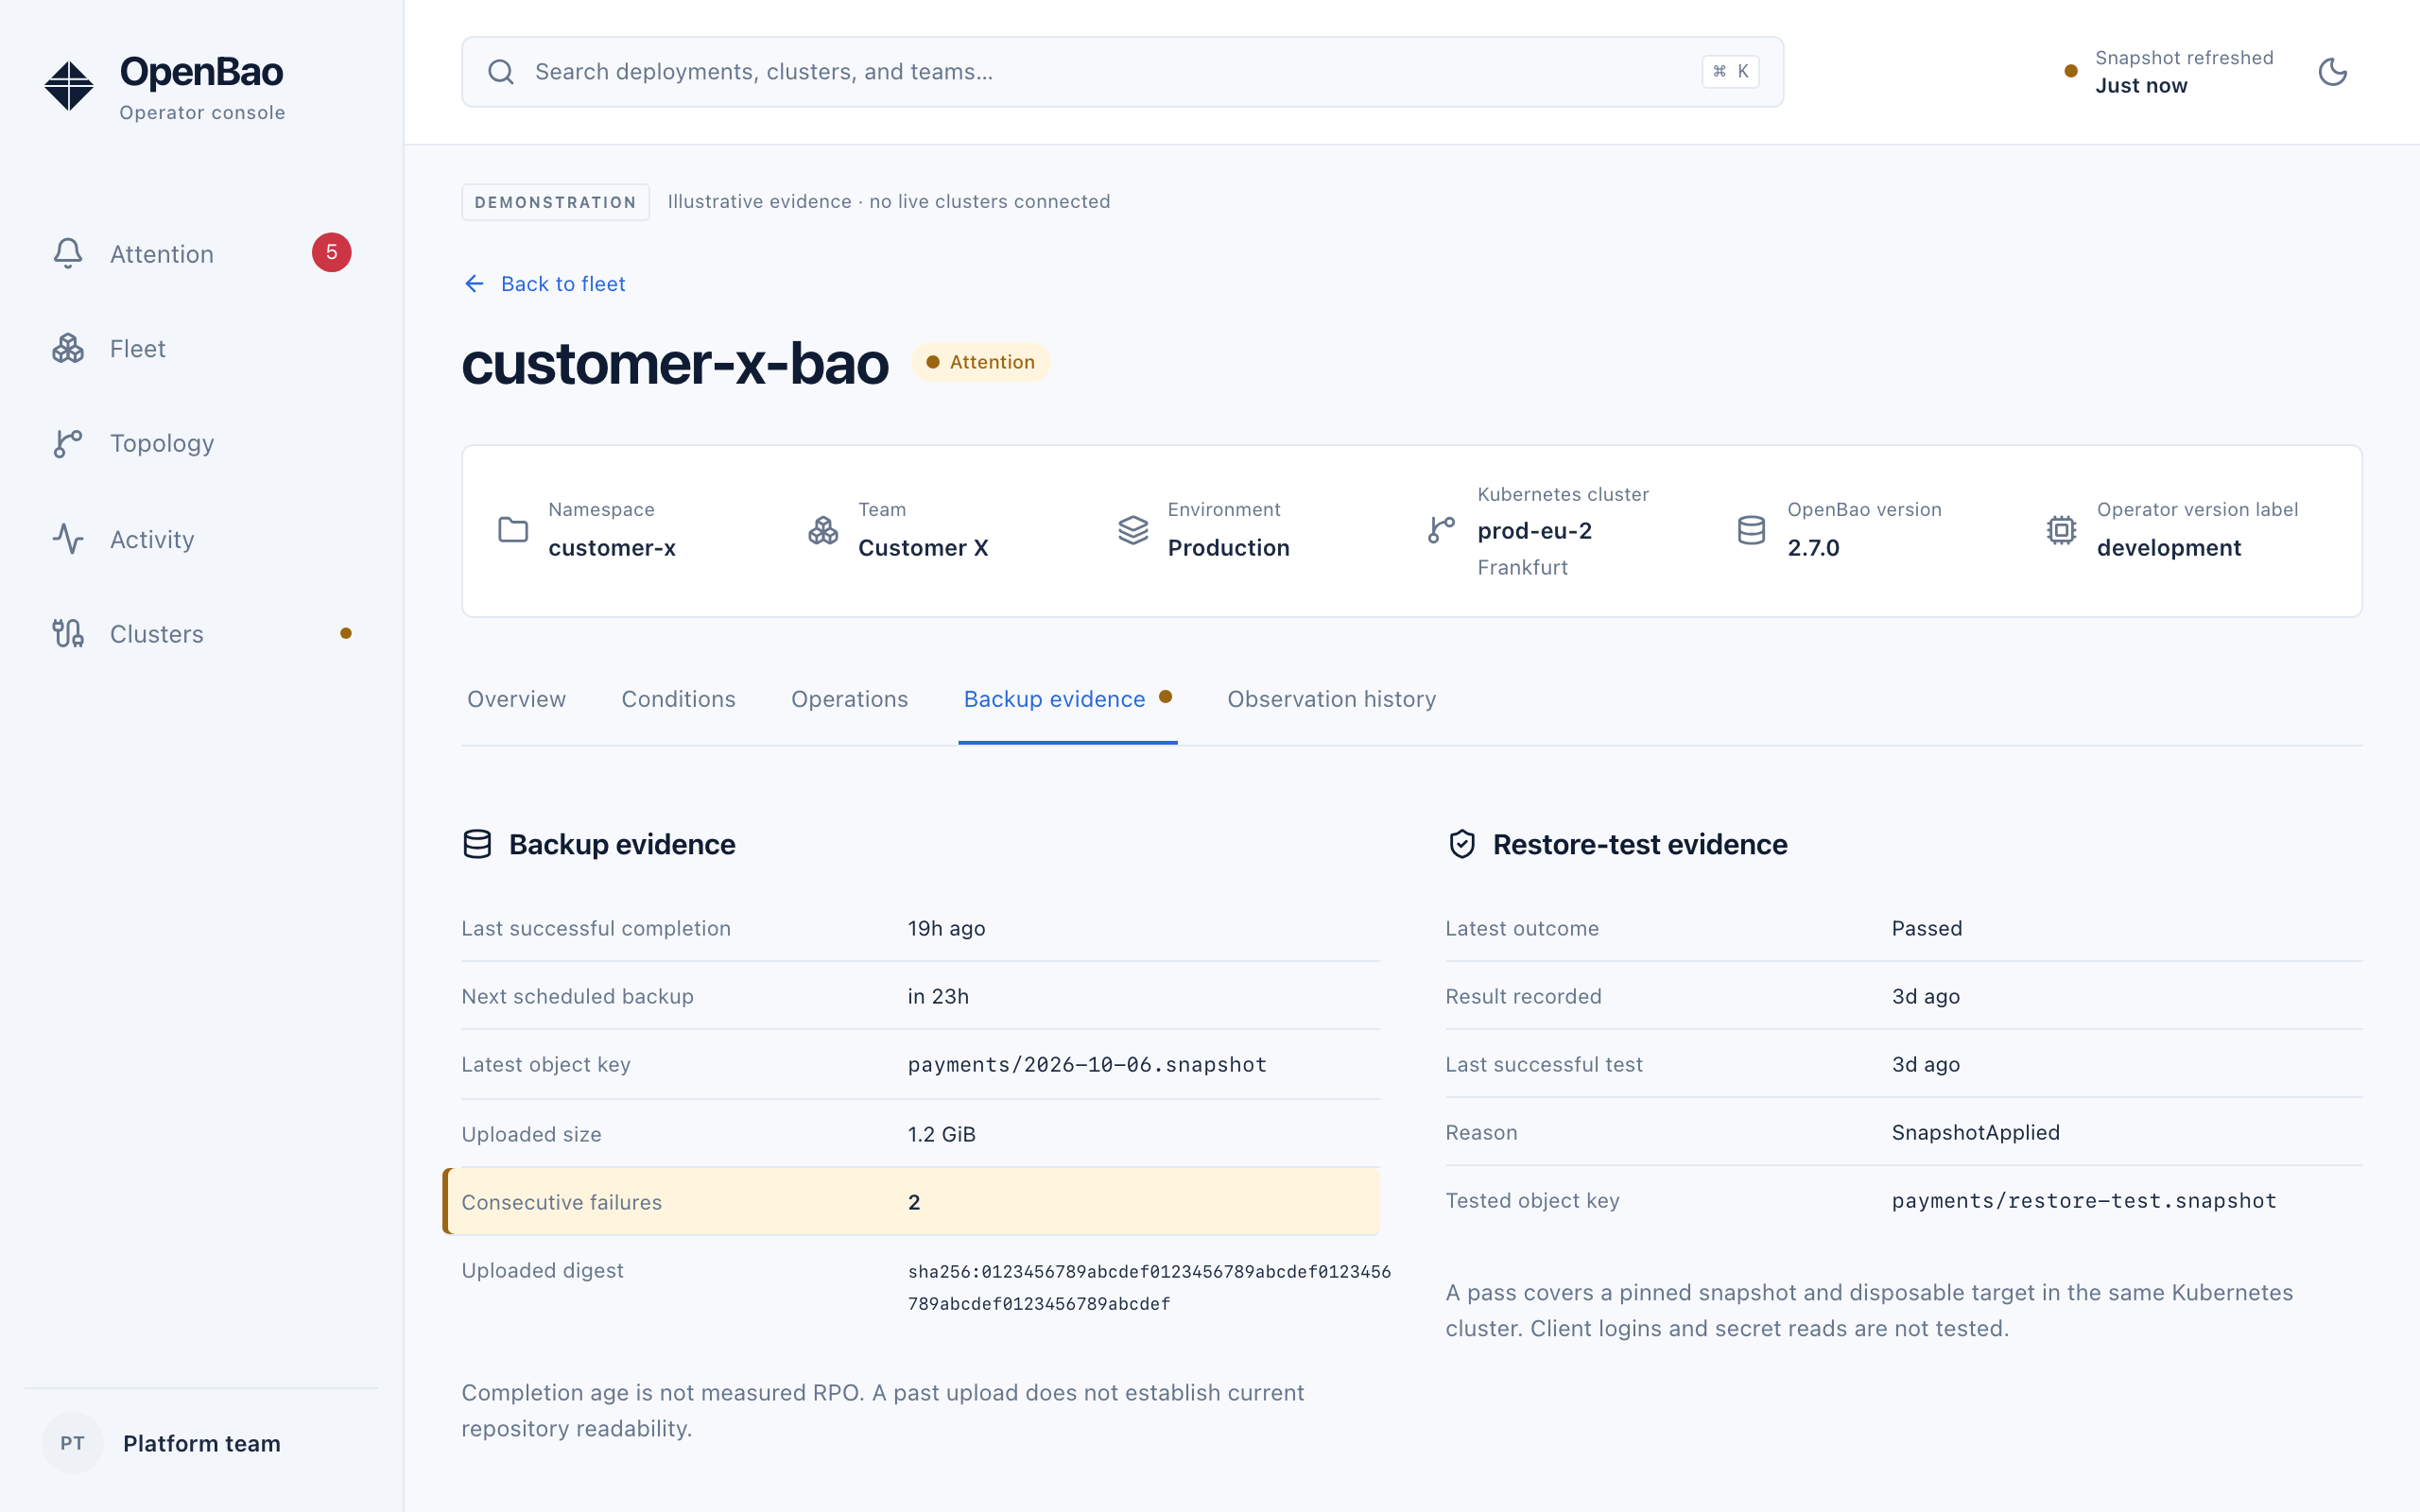 OpenBao
Operator console
Attention 5
Fleet
Topology
Activity
Clusters
PT Platform team
Search deployments, clusters, and teams... ⌘ K
Snapshot refreshed
Just now
DEMONSTRATION Illustrative evidence · no live clusters connected
Back to fleet
customer-x-bao Attention
Namespace
customer-x
Team
Customer X
Environment
Production
Kubernetes cluster
prod-eu-2
Frankfurt
OpenBao version
2.7.0
Operator version label
development
Overview Conditions Operations Backup evidence Observation history
Backup evidence
Last successful completion 19h ago
Next scheduled backup in 23h
Latest object key payments/2026-10-06.snapshot
Uploaded size 1.2 GiB
Consecutive failures 2
Uploaded digest sha256:0123456789abcdef0123456789abcdef0123456
789abcdef0123456789abcdef
Completion age is not measured RPO. A past upload does not establish current
repository readability.
Restore-test evidence
Latest outcome Passed
Result recorded 3d ago
Last successful test 3d ago
Reason SnapshotApplied
Tested object key payments/restore-test.snapshot
A pass covers a pinned snapshot and disposable target in the same Kubernetes
cluster. Client logins and secret reads are not tested.